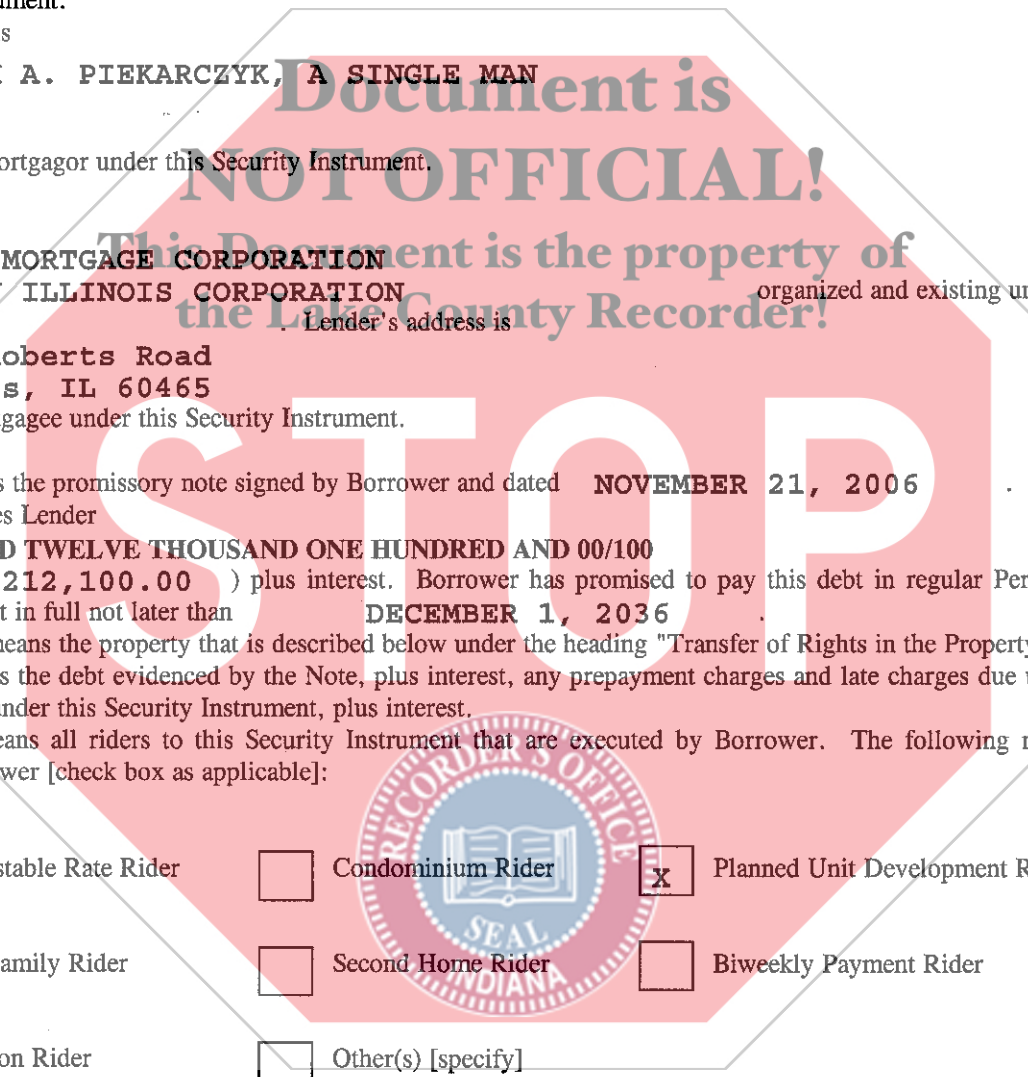 ument.
s
A. PIEKARCZYK, A SINGLE MAN
Document is
ortgagor under this Security Instrument.
NOT OFFICIAL!
This Document is the property of
MORTGAGE CORPORATION
ILLINOIS CORPORATION organized and existing un
the Lake County Recorder!
. Lender's address is
oberts Road
s, IL 60465
gagee under this Security Instrument.
STOP
s the promissory note signed by Borrower and dated NOVEMBER 21, 2006 .
es Lender
D TWELVE THOUSAND ONE HUNDRED AND 00/100
212,100.00 ) plus interest. Borrower has promised to pay this debt in regular Per
t in full not later than DECEMBER 1, 2036 .
means the property that is described below under the heading "Transfer of Rights in the Property
s the debt evidenced by the Note, plus interest, any prepayment charges and late charges due u
under this Security Instrument, plus interest.
eans all riders to this Security Instrument that are executed by Borrower. The following r
wer [check box as applicable]:
RECORDER'S OFFICE
stable Rate Rider Condominium Rider X Planned Unit Development R
SEAL
amily Rider Second Home Rider Biweekly Payment Rider
INDIANA
on Rider Other(s) [specify]